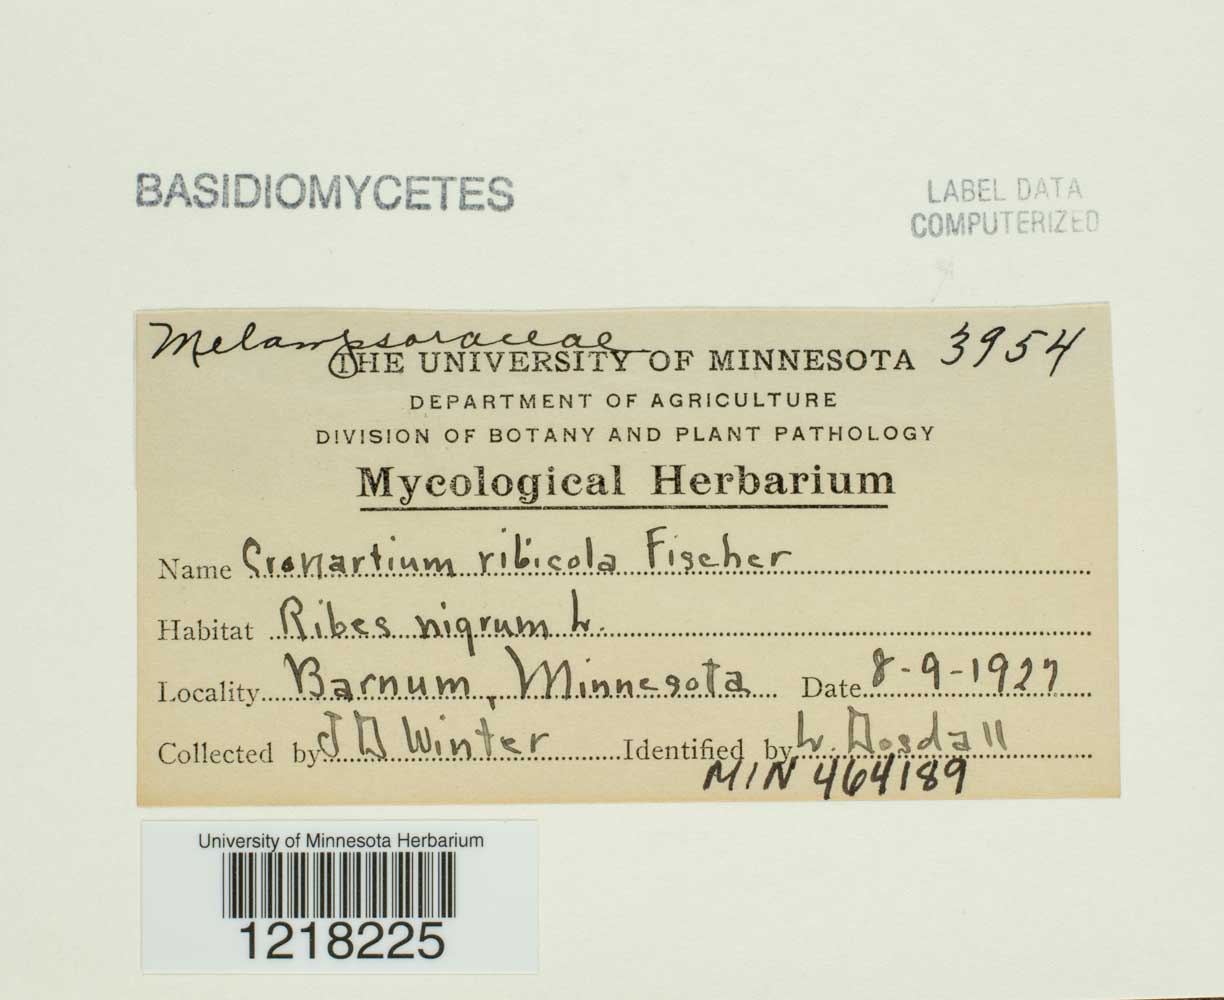 BASIDIOMYCETES
LABEL DATA
COMPUTERIZED
Melampsoraceae 3954
THE UNIVERSITY OF MINNESOTA
DEPARTMENT OF AGRICULTURE
DIVISION OF BOTANY AND PLANT PATHOLOGY
Mycological Herbarium
Name Cronartium ribicola Fischer
Habitat Ribes nigrum L.
Locality Barnum, Minnesota Date 8-9-1927
Collected by J D Winter Identified by L. Dosdall
MIN 464189
University of Minnesota Herbarium
1218225